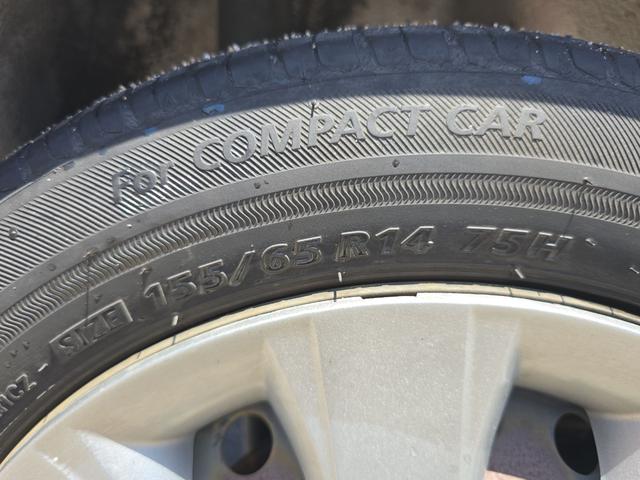 For COMPACT CAR
SIZE 155/65 R14 75H